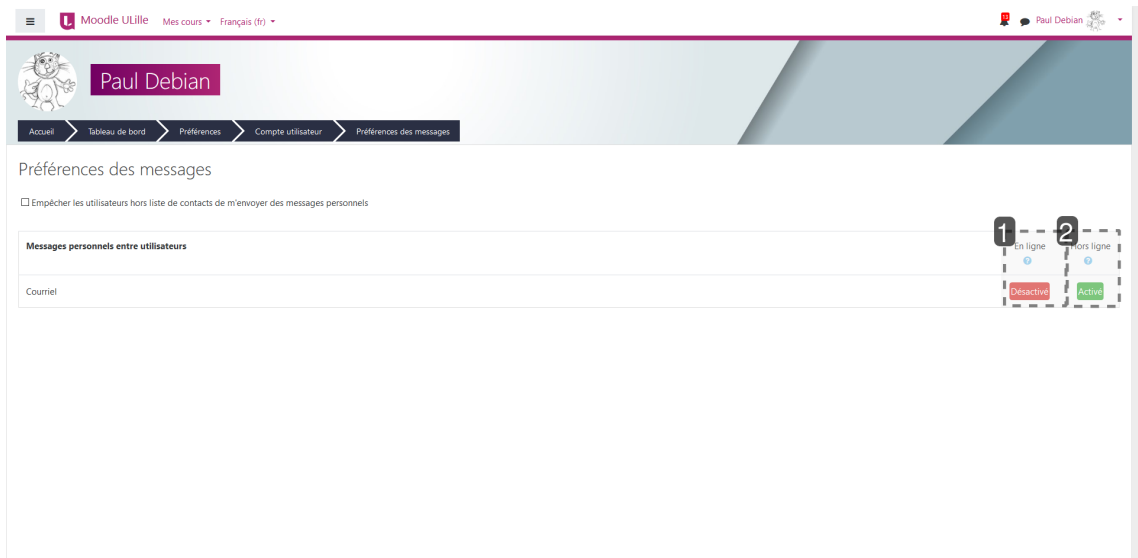 Moodle ULille Mes cours Français (fr) 12 Paul Debian
Paul Debian
Accueil Tableau de bord Préférences Compte utilisateur Préférences des messages
Préférences des messages
Empêcher les utilisateurs hors liste de contacts de m'envoyer des messages personnels
1 2
Messages personnels entre utilisateurs En ligne Hors ligne
? ?
Courriel Désactivé Activé